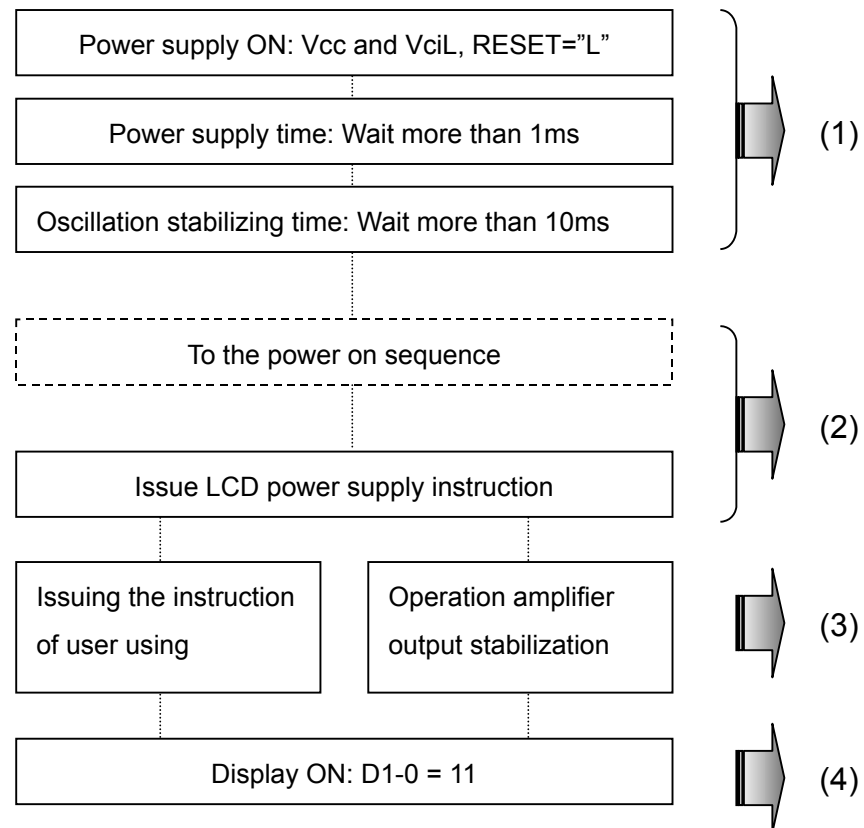 Power supply ON: Vcc and VciL, RESET=”L”
Power supply time: Wait more than 1ms
(1)
Oscillation stabilizing time: Wait more than 10ms
To the power on sequence
(2)
Issue LCD power supply instruction
Issuing the instruction
of user using
Operation amplifier
output stabilization
(3)
Display ON: D1-0 = 11
(4)